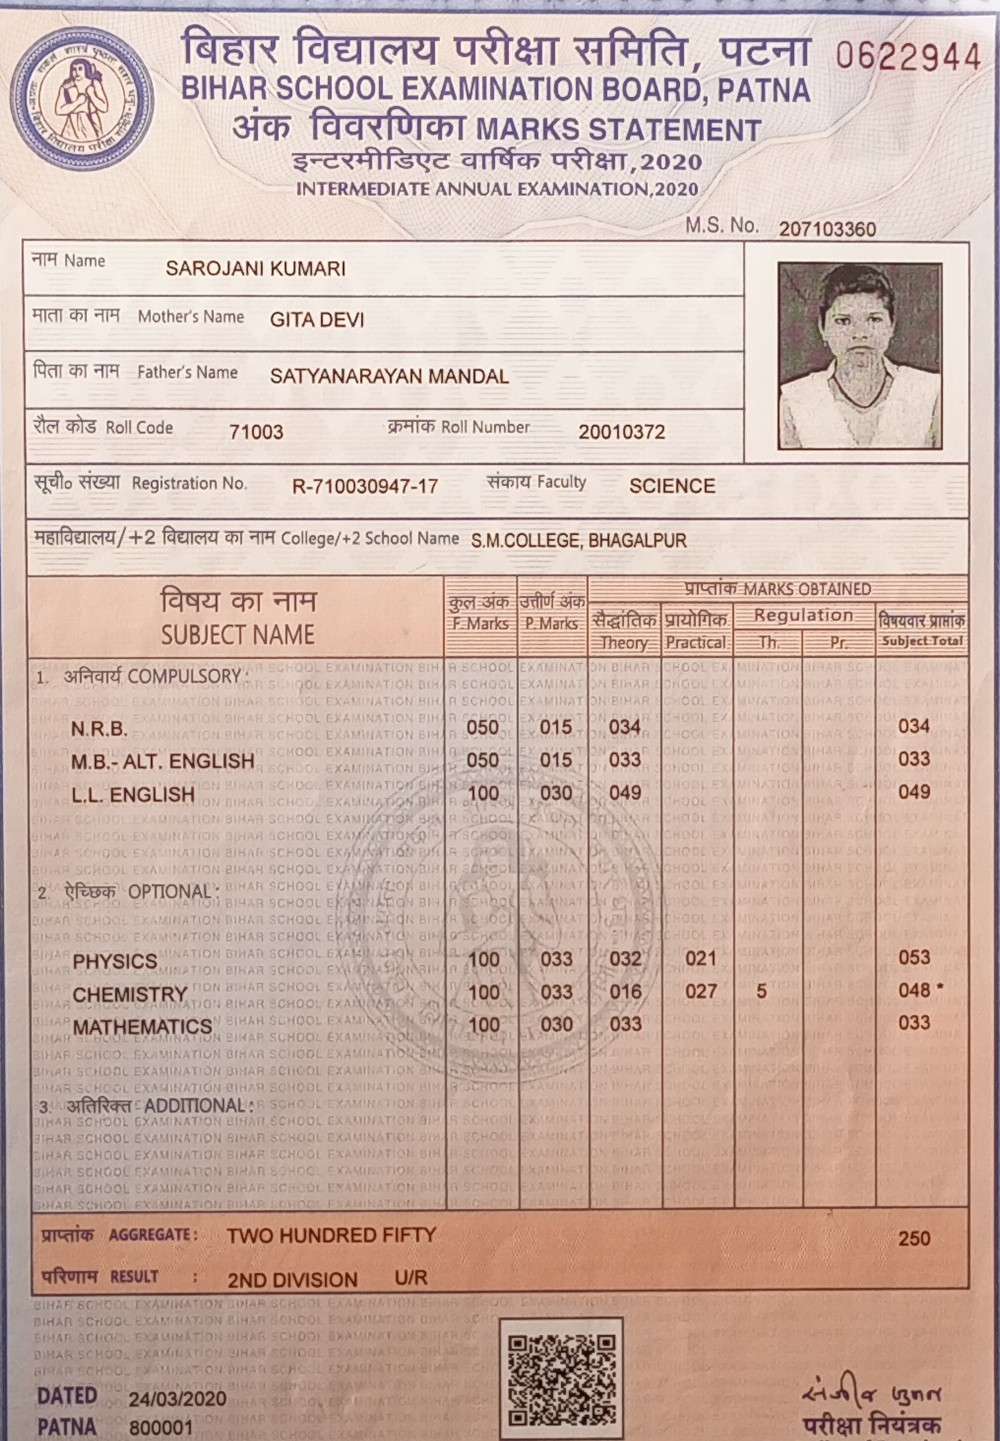 बिहार विद्यालय परीक्षा समिति, पटना 0622944
BIHAR SCHOOL EXAMINATION BOARD, PATNA
अंक विवरणिका MARKS STATEMENT
इन्टरमीडिएट वार्षिक परीक्षा,2020
INTERMEDIATE ANNUAL EXAMINATION,2020
M.S. No. 207103360
नाम Name SAROJANI KUMARI
माता का नाम Mother's Name GITA DEVI
पिता का नाम Father's Name SATYANARAYAN MANDAL
रौल कोड Roll Code 71003 क्रमांक Roll Number 20010372
सूची० संख्या Registration No. R-710030947-17 संकाय Faculty SCIENCE
महाविद्यालय/+2 विद्यालय का नाम College/+2 School Name S.M.COLLEGE, BHAGALPUR
विषय का नाम कुल अंक उत्तीर्ण अंक प्राप्तांक MARKS OBTAINED
SUBJECT NAME F.Marks P.Marks सैद्धांतिक प्रायोगिक Regulation विषयवार प्राप्तांक
Theory Practical Th. Pr. Subject Total
1. अनिवार्य COMPULSORY:
N.R.B. 050 015 034 034
M.B.- ALT. ENGLISH 050 015 033 033
L.L. ENGLISH 100 030 049 049
2. ऐच्छिक OPTIONAL:
PHYSICS 100 033 032 021 053
CHEMISTRY 100 033 016 027 5 048 *
MATHEMATICS 100 030 033 033
3. अतिरिक्त ADDITIONAL:
प्राप्तांक AGGREGATE: TWO HUNDRED FIFTY 250
परिणाम RESULT : 2ND DIVISION U/R
DATED 24/03/2020
PATNA 800001
परीक्षा नियंत्रक